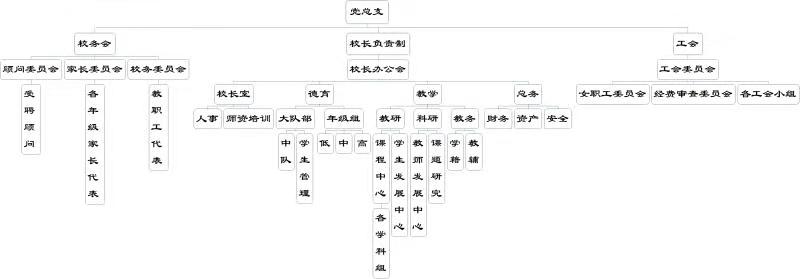 党总支
校务会
校长负责制
工会
顾问委员会
家长委员会
校务委员会
校长办公会
工会委员会
受聘顾问
各年级家长代表
教职工代表
校长室
德育
教学
总务
女职工委员会
经费审查委员会
各工会小组
人事
师资培训
大队部
年级组
教研
科研
教务
财务
资产
安全
中队
学生管理
低
中
高
课程中心
学生发展中心
教师发展中心
课题研究
学籍
教辅
各学科组